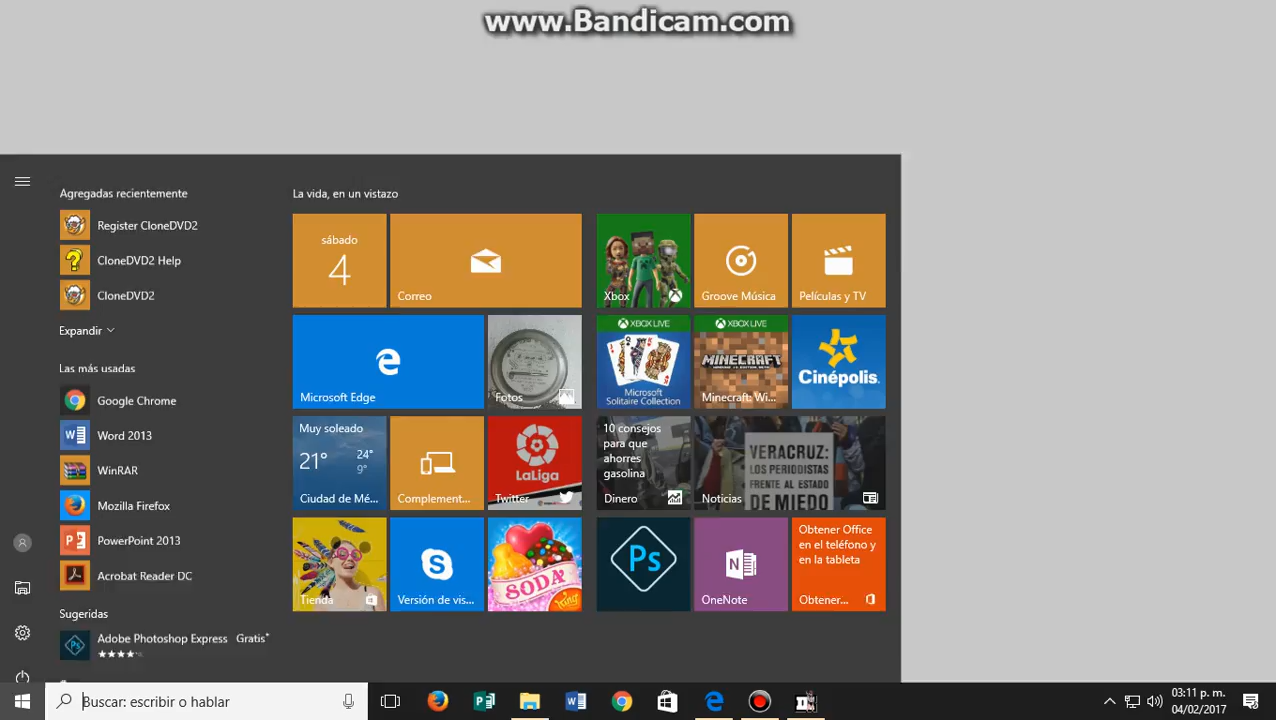 www.Bandicam.com
Agregadas recientemente
Register CloneDVD2
CloneDVD2 Help
CloneDVD2
Expandir
Las más usadas
Google Chrome
Word 2013
WinRAR
Mozilla Firefox
PowerPoint 2013
Acrobat Reader DC
Sugeridas
Adobe Photoshop Express Gratis*
La vida, en un vistazo
sábado
4
Correo
Xbox
Groove Música
Películas y TV
Microsoft Edge
Fotos
XBOX LIVE
Microsoft
Solitaire Collection
XBOX LIVE
MINECRAFT
Minecraft: Wi...
Cinépolis.
Muy soleado
21°
24°
9°
Ciudad de Mé...
Complement...
LaLiga
Twitter
10 consejos
para que
ahorres
gasolina
Dinero
VERACRUZ:
LOS PERIODISTAS
FRENTE AL ESTADO
DE MIEDO
Noticias
Tienda
Versión de vis...
SODA
King
Ps
OneNote
Obtener Office
en el teléfono y
en la tableta
Obtener...
Buscar: escribir o hablar
03:11 p. m.
04/02/2017